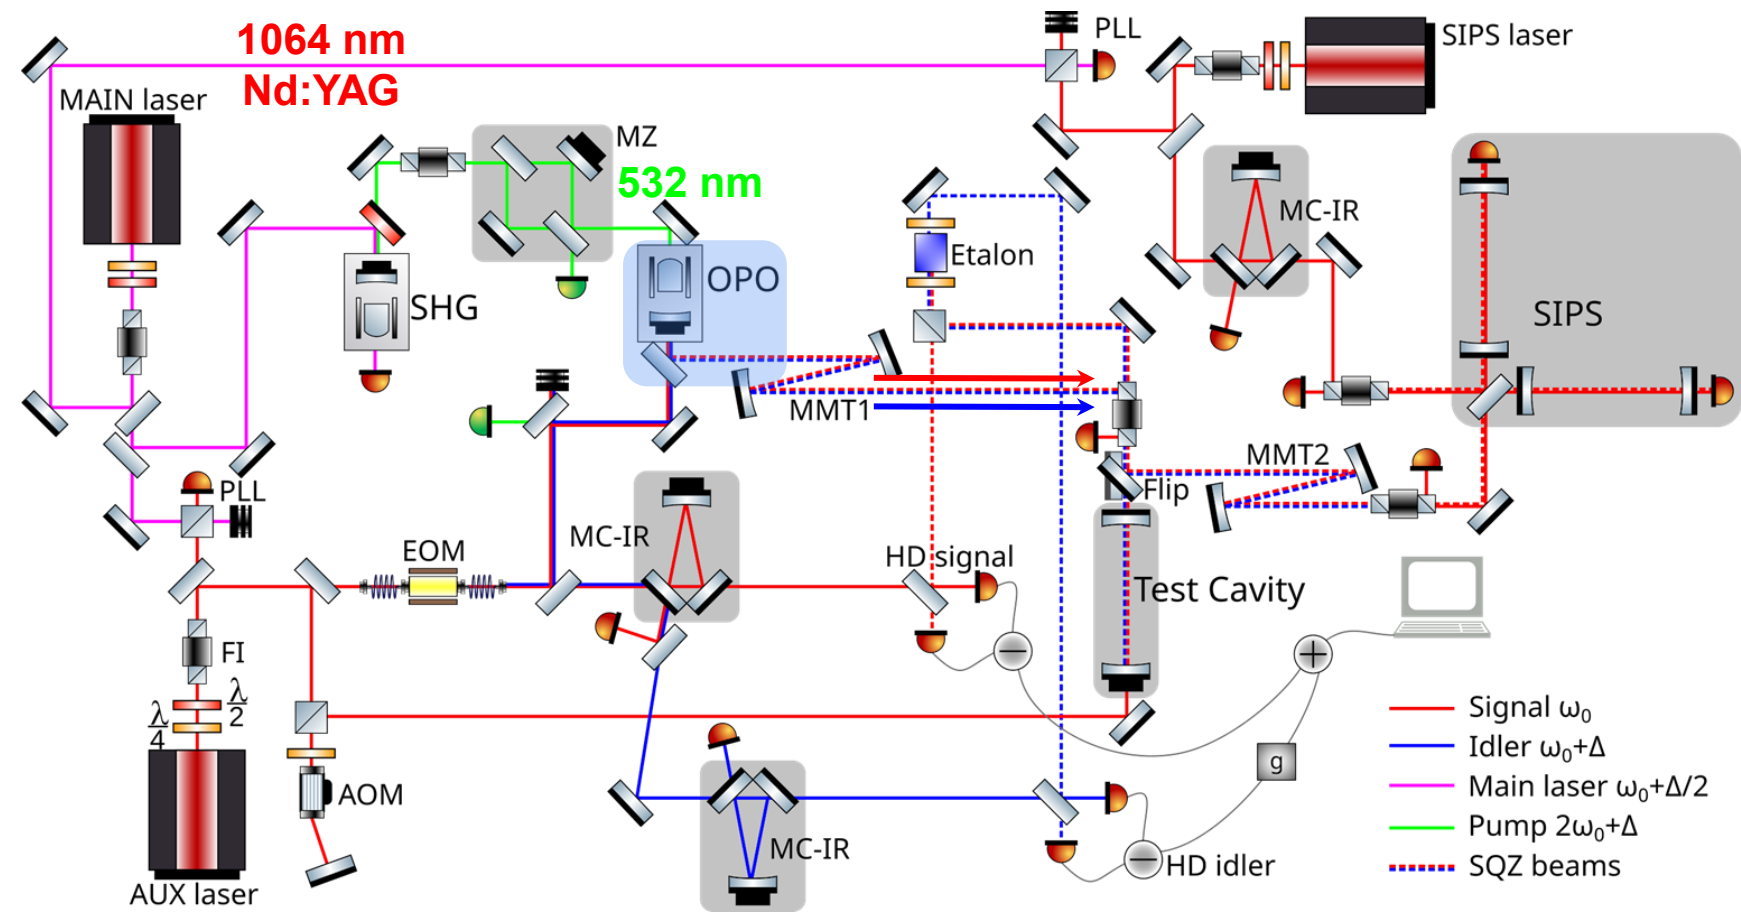 1064 nm
Nd:YAG
PLL
SIPS laser
MAIN laser
MZ
532 nm
MC-IR
Etalon
OPO
SHG
SIPS
MMT1
MMT2
Flip
PLL
MC-IR
EOM
HD signal
Test Cavity
FI
λ/2
λ/4
AOM
g
MC-IR
HD idler
AUX laser
Signal ω₀
Idler ω₀+Δ
Main laser ω₀+Δ/2
Pump 2ω₀+Δ
SQZ beams